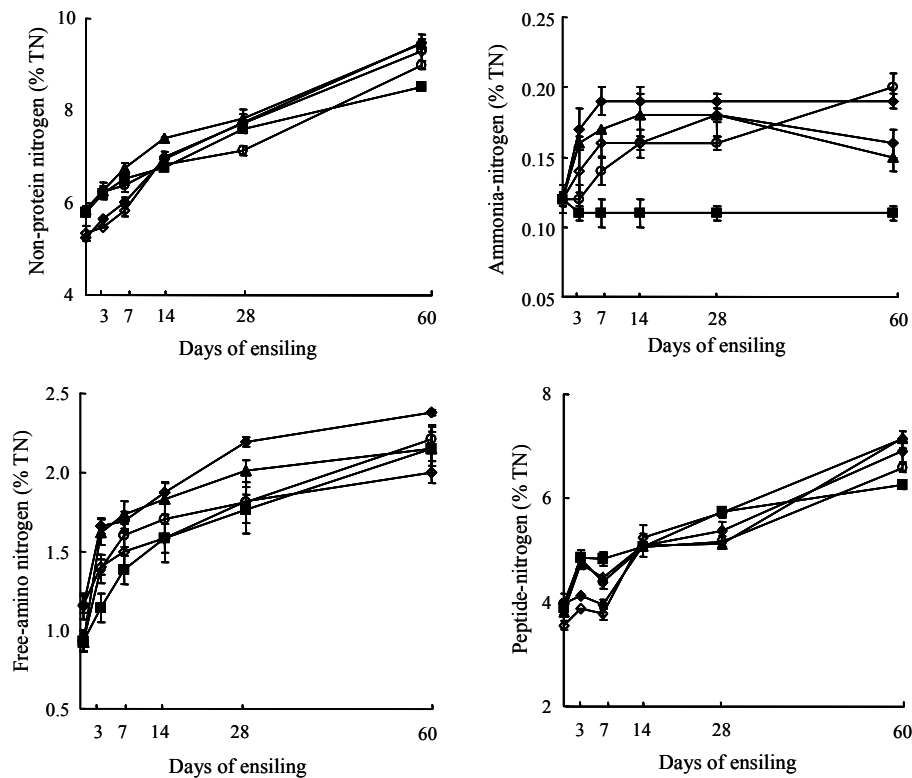 Non-protein nitrogen (% TN)
10
8
6
4
3 7 14 28 60
Days of ensiling
Ammonia-nitrogen (% TN)
0.25
0.20
0.15
0.10
0.05
3 7 14 28 60
Days of ensiling
Free-amino nitrogen (% TN)
2.5
2.0
1.5
1.0
0.5
3 7 14 28 60
Days of ensiling
Peptide-nitrogen (% TN)
8
6
4
2
3 7 14 28 60
Days of ensiling